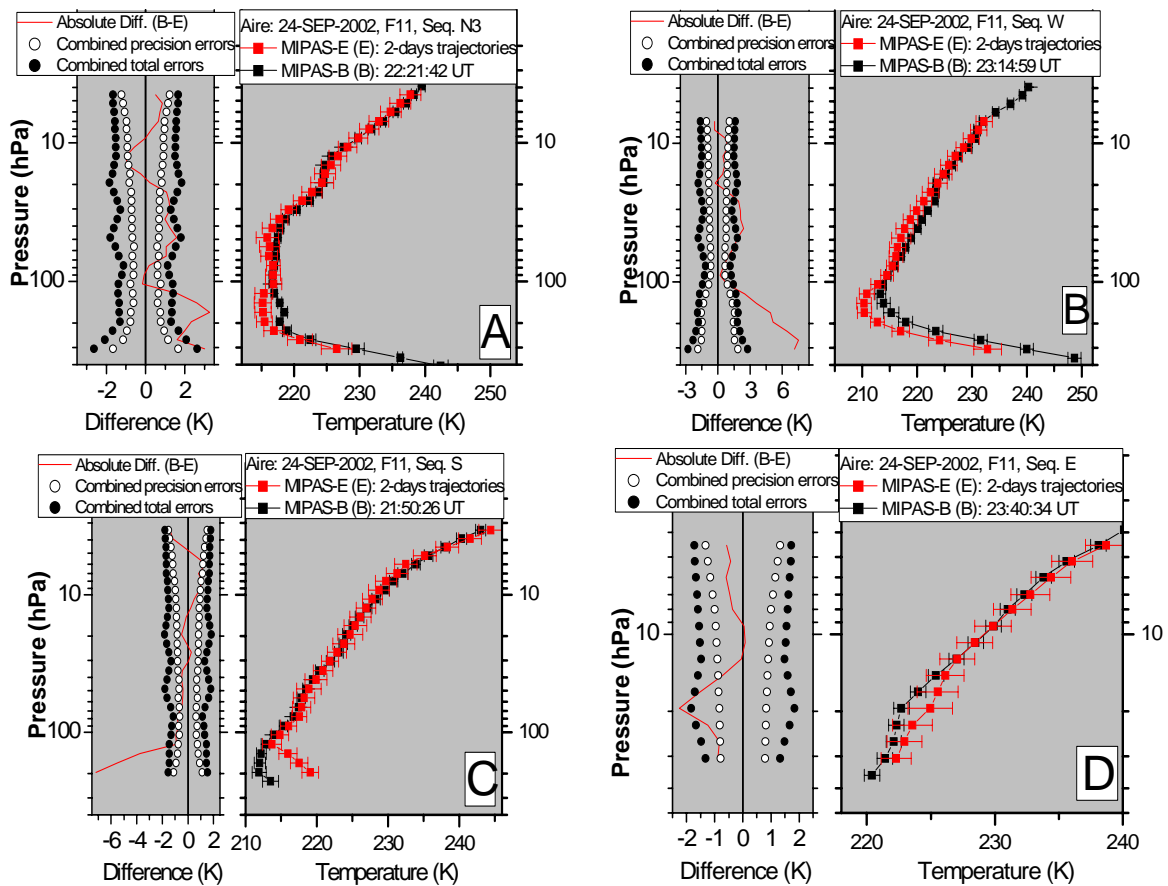 Absolute Diff. (B-E)
Combined precision errors
Combined total errors
Aire: 24-SEP-2002, F11, Seq. N3
MIPAS-E (E): 2-days trajectories
MIPAS-B (B): 22:21:42 UT
Pressure (hPa)
10
100
10
100
A
-2 0 2
220 230 240 250
Difference (K)
Temperature (K)
Absolute Diff. (B-E)
Combined precision errors
Combined total errors
Aire: 24-SEP-2002, F11, Seq. W
MIPAS-E (E): 2-days trajectories
MIPAS-B (B): 23:14:59 UT
Pressure (hPa)
10
100
10
100
B
-3 0 3 6
210 220 230 240 250
Difference (K)
Temperature (K)
Absolute Diff. (B-E)
Combined precision errors
Combined total errors
Aire: 24-SEP-2002, F11, Seq. S
MIPAS-E (E): 2-days trajectories
MIPAS-B (B): 21:50:26 UT
Pressure (hPa)
10
100
10
100
C
-6 -4 -2 0 2
210 220 230 240
Difference (K)
Temperature (K)
Absolute Diff. (B-E)
Combined precision errors
Combined total errors
Aire: 24-SEP-2002, F11, Seq. E
MIPAS-E (E): 2-days trajectories
MIPAS-B (B): 23:40:34 UT
Pressure (hPa)
10
10
D
-2 -1 0 1 2
220 230 240
Difference (K)
Temperature (K)